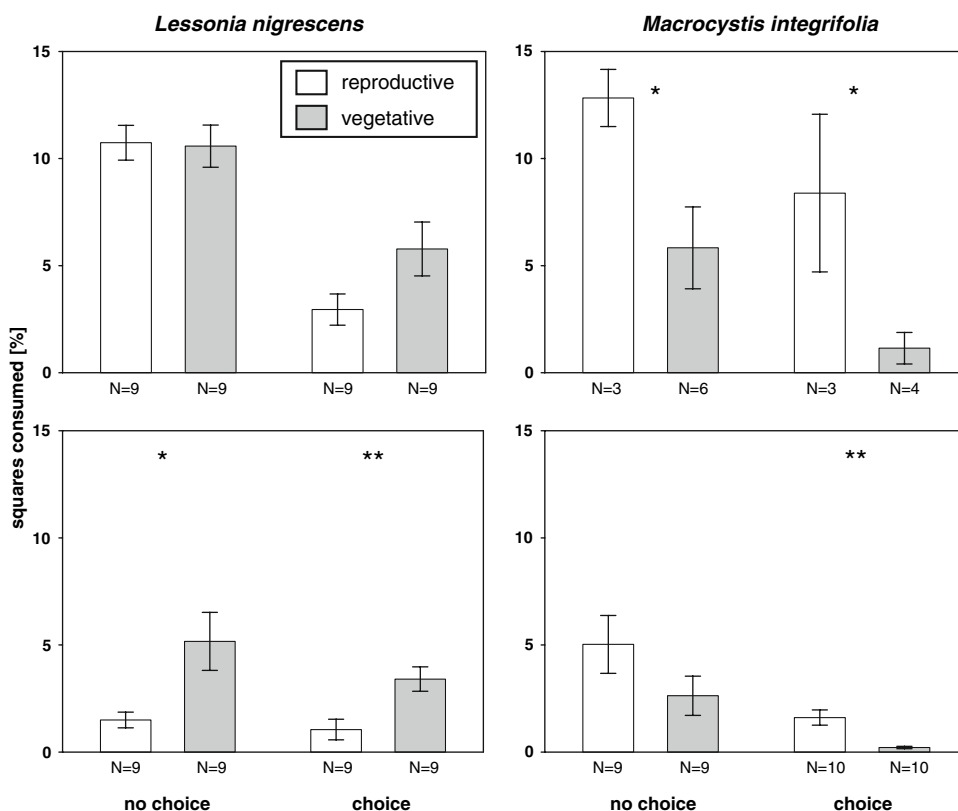 Lessonia nigrescens Macrocystis integrifolia
squares consumed [%]
15
10
5
0
reproductive
vegetative
N=9 N=9 N=9 N=9
15
10
5
0
* *
N=3 N=6 N=3 N=4
15
10
5
0
* **
N=9 N=9 N=9 N=9
no choice choice
15
10
5
0
**
N=9 N=9 N=10 N=10
no choice choice